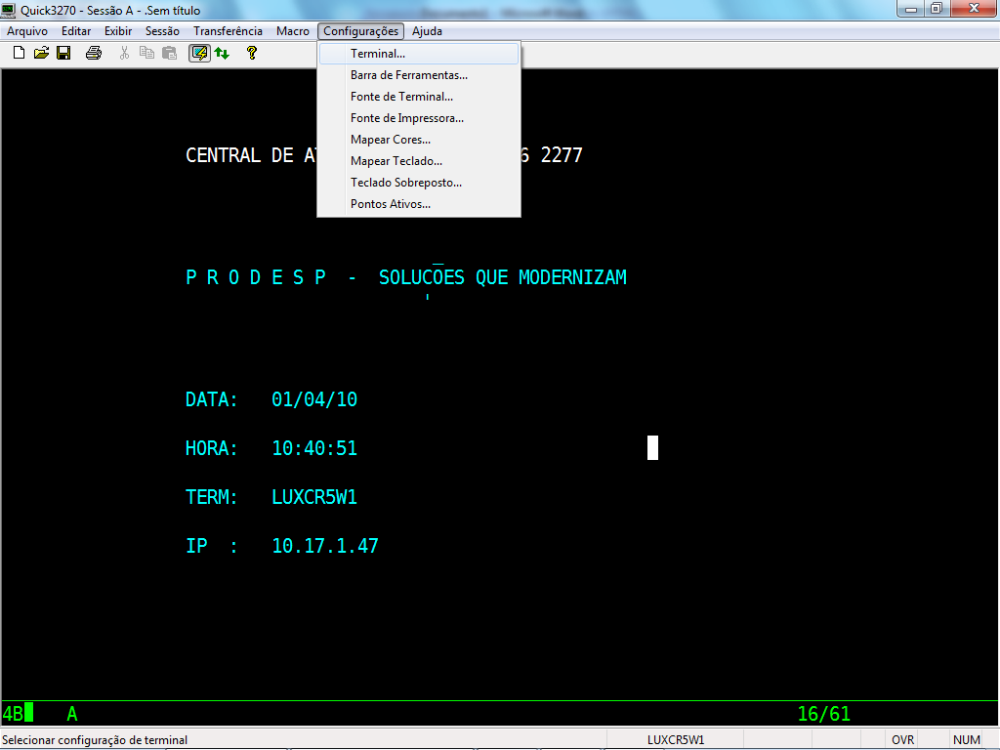 Quick3270 - Sessão A - .Sem título
Arquivo Editar Exibir Sessão Transferência Macro Configurações Ajuda
Terminal...
Barra de Ferramentas...
Fonte de Terminal...
Fonte de Impressora...
Mapear Cores...
Mapear Teclado...
Teclado Sobreposto...
Pontos Ativos...
CENTRAL DE 6 2277
P R O D E S P - SOLUCOES QUE MODERNIZAM
DATA: 01/04/10
HORA: 10:40:51
TERM: LUXCR5W1
IP : 10.17.1.47
4B A 16/61
Selecionar configuração de terminal LUXCR5W1 OVR NUM